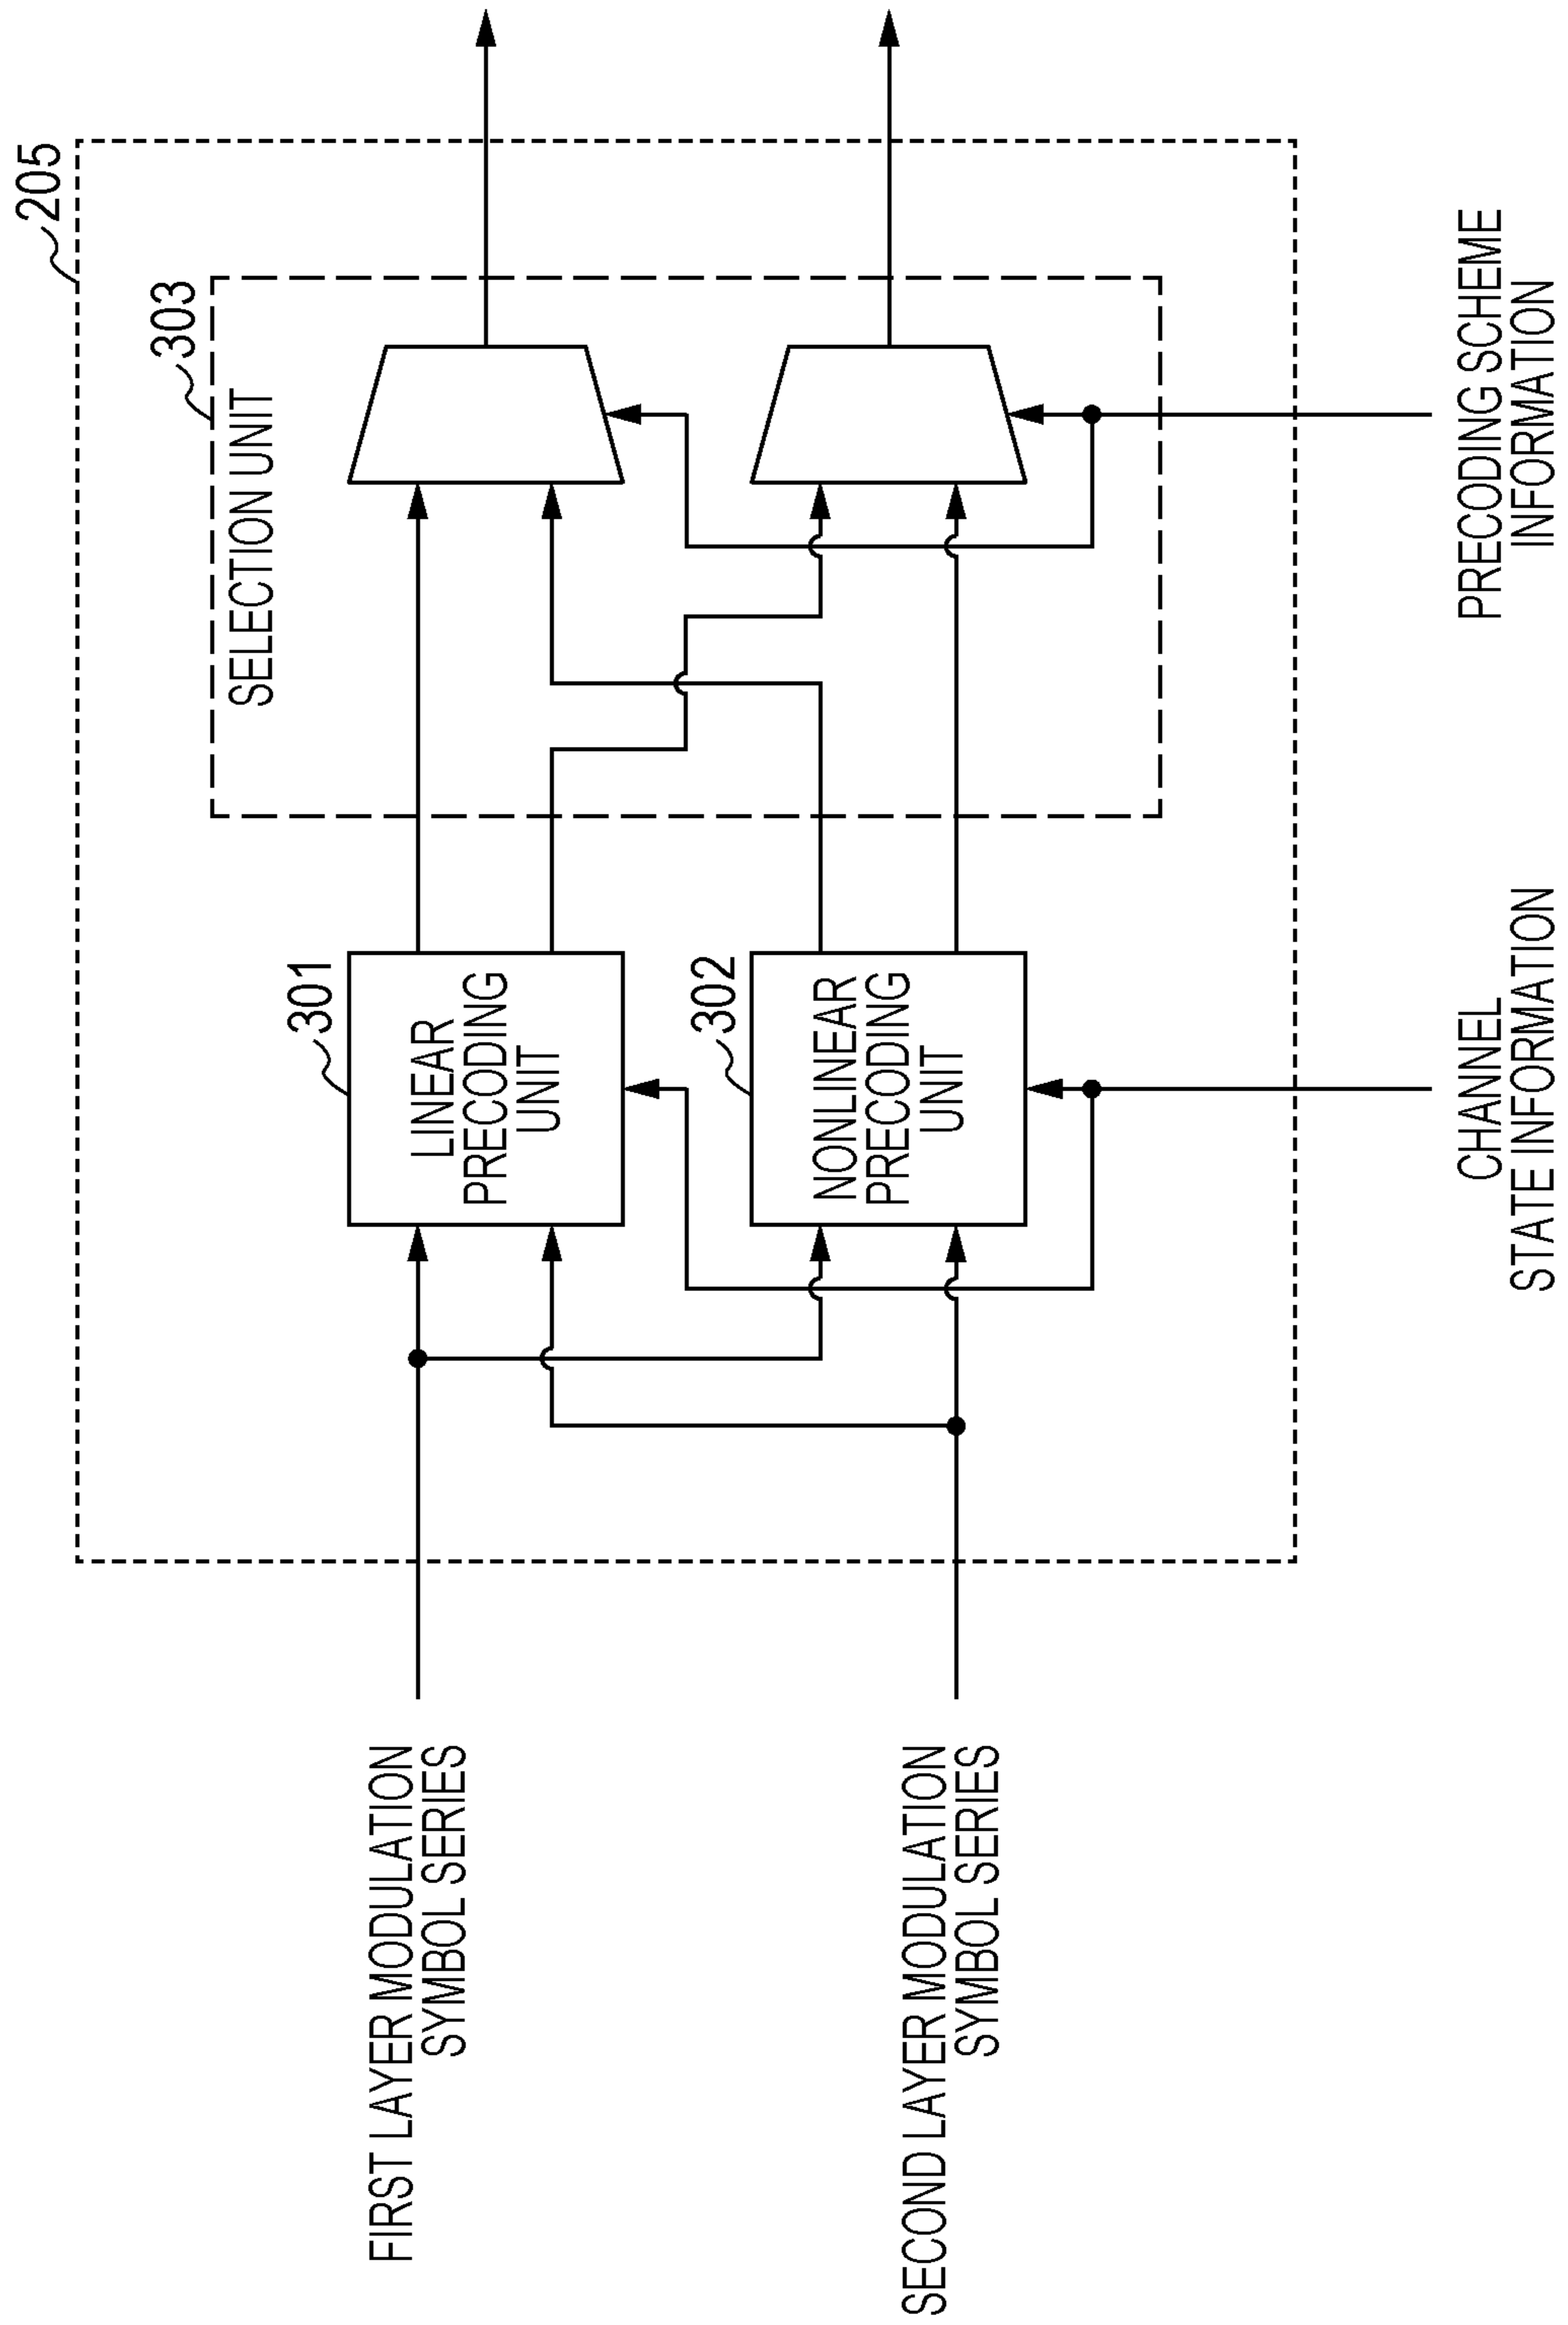 205
303
SELECTION UNIT
301
LINEAR
PRECODING
UNIT
302
NONLINEAR
PRECODING
UNIT
FIRST LAYER MODULATION
SYMBOL SERIES
SECOND LAYER MODULATION
SYMBOL SERIES
CHANNEL
STATE INFORMATION
PRECODING SCHEME
INFORMATION